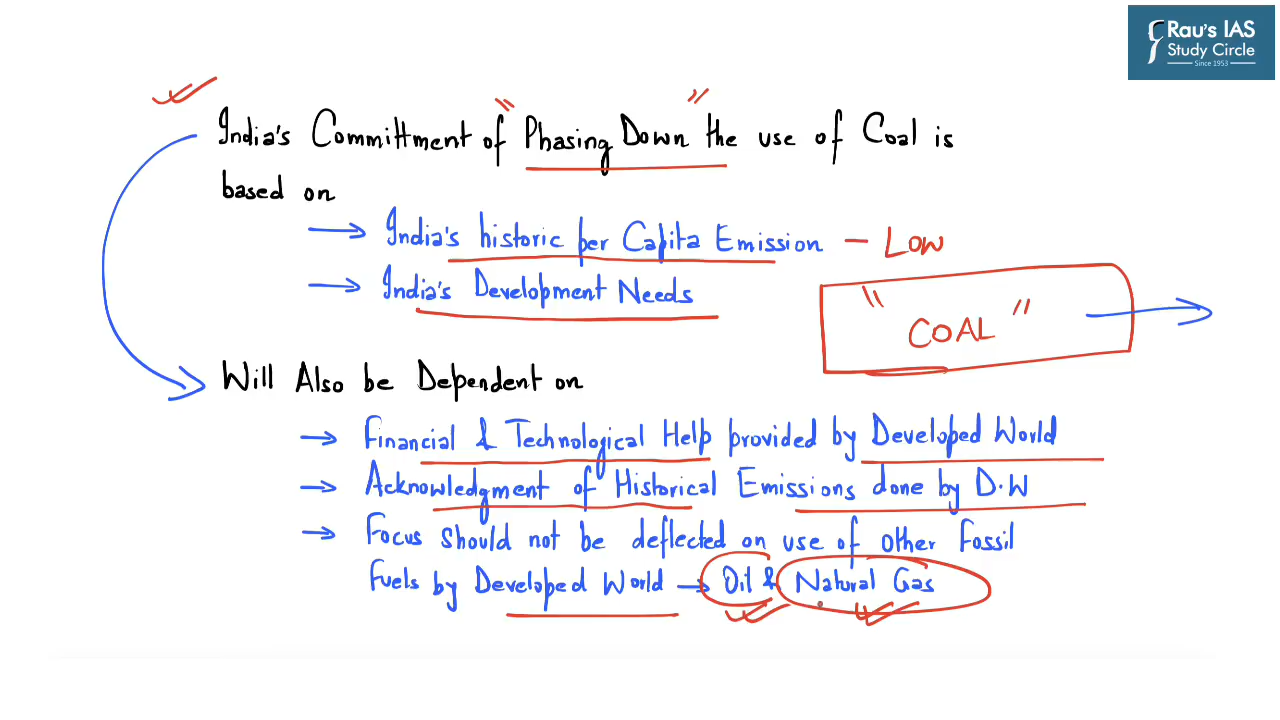 Rau's IAS
Study Circle
Since 1953
India's Committment of "Phasing Down" the use of Coal is
based on
→ India's historic per Capita Emission — Low
→ India's Development Needs
"COAL" →
Will Also be Dependent on
→ Financial & Technological Help provided by Developed World
→ Acknowledgment of Historical Emissions done by D.W
→ Focus should not be deflected on use of other Fossil
Fuels by Developed World → Oil & Natural Gas